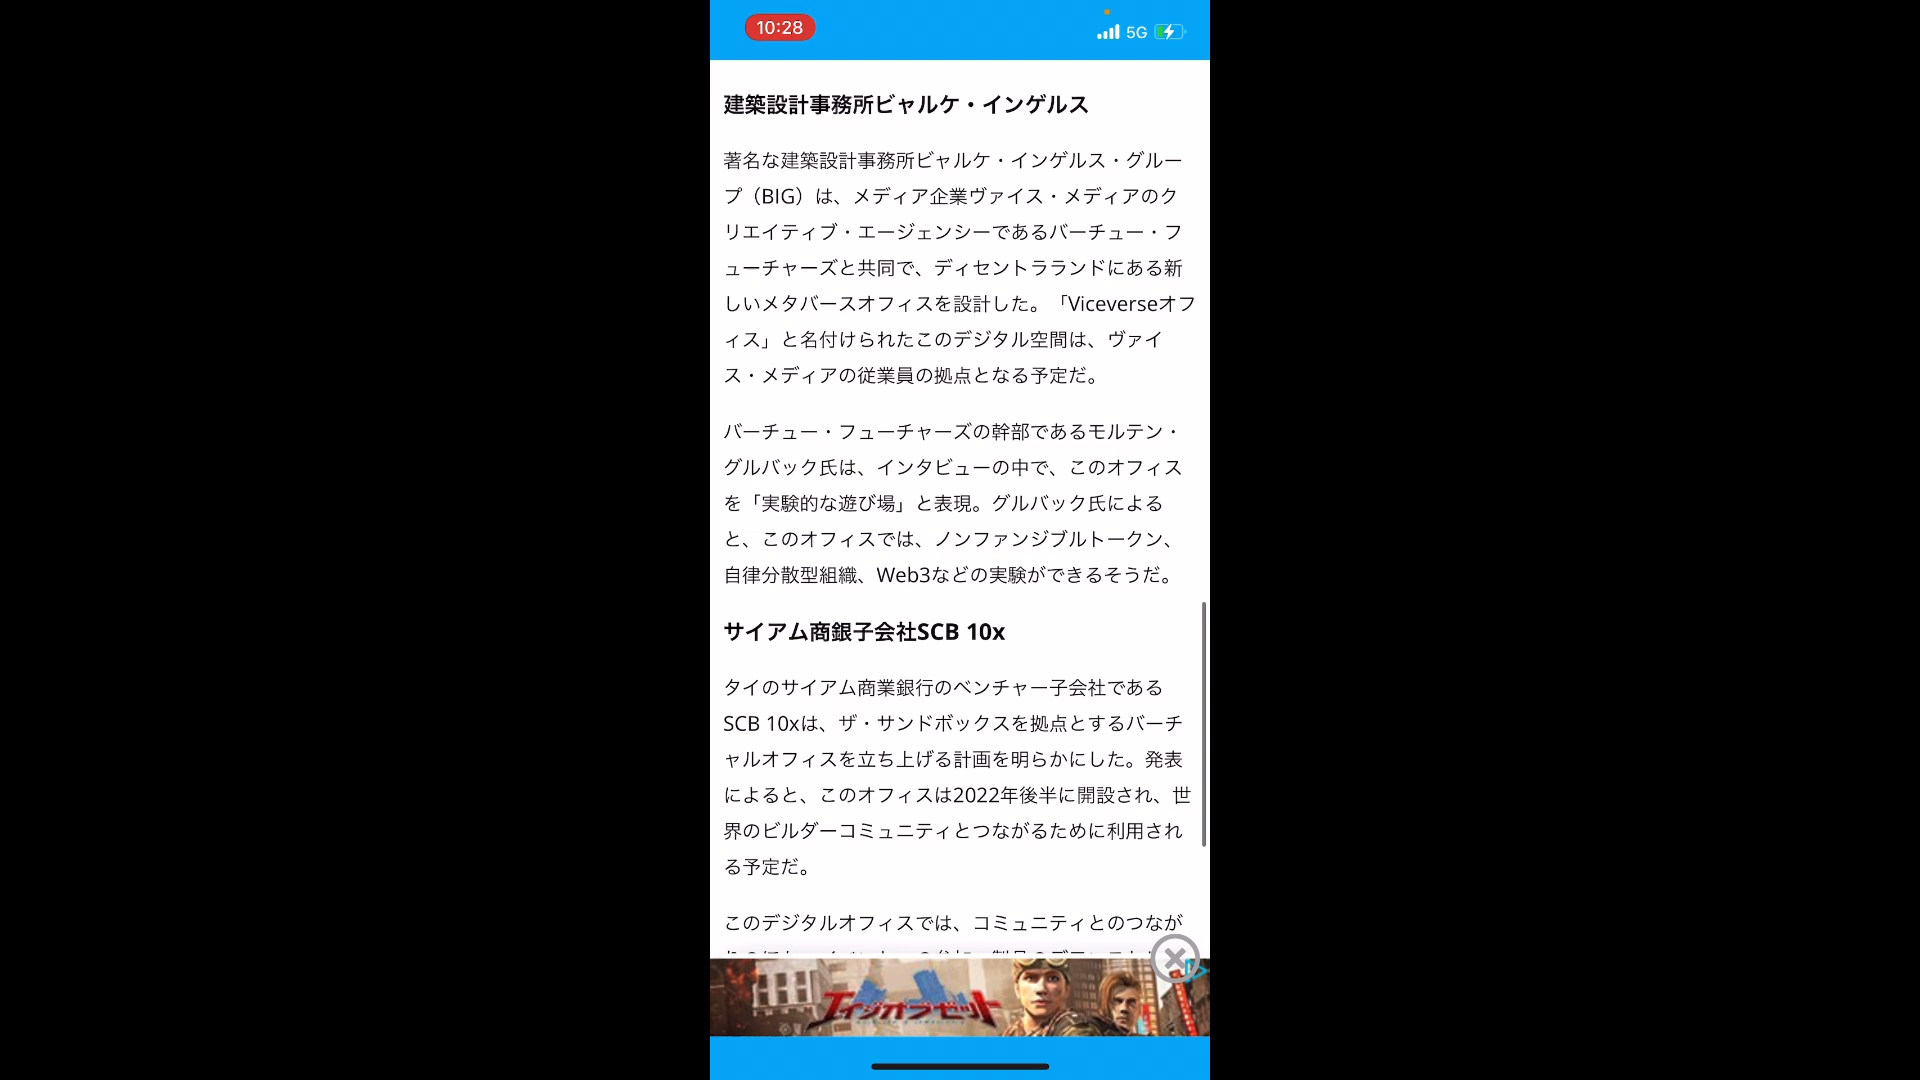 10:28
5G
建築設計事務所ビャルケ・インゲルス
著名な建築設計事務所ビャルケ・インゲルス・グルー
プ（BIG）は、メディア企業ヴァイス・メディアのク
リエイティブ・エージェンシーであるバーチュー・フ
ューチャーズと共同で、ディセントラランドにある新
しいメタバースオフィスを設計した。「Viceverseオフ
ィス」と名付けられたこのデジタル空間は、ヴァイ
ス・メディアの従業員の拠点となる予定だ。
バーチュー・フューチャーズの幹部であるモルテン・
グルバック氏は、インタビューの中で、このオフィス
を「実験的な遊び場」と表現。グルバック氏による
と、このオフィスでは、ノンファンジブルトークン、
自律分散型組織、Web3などの実験ができるそうだ。
サイアム商銀子会社SCB 10x
タイのサイアム商業銀行のベンチャー子会社である
SCB 10xは、ザ・サンドボックスを拠点とするバーチ
ャルオフィスを立ち上げる計画を明らかにした。発表
によると、このオフィスは2022年後半に開設され、世
界のビルダーコミュニティとつながるために利用され
る予定だ。
このデジタルオフィスでは、コミュニティとのつなが
エイジオブゼット